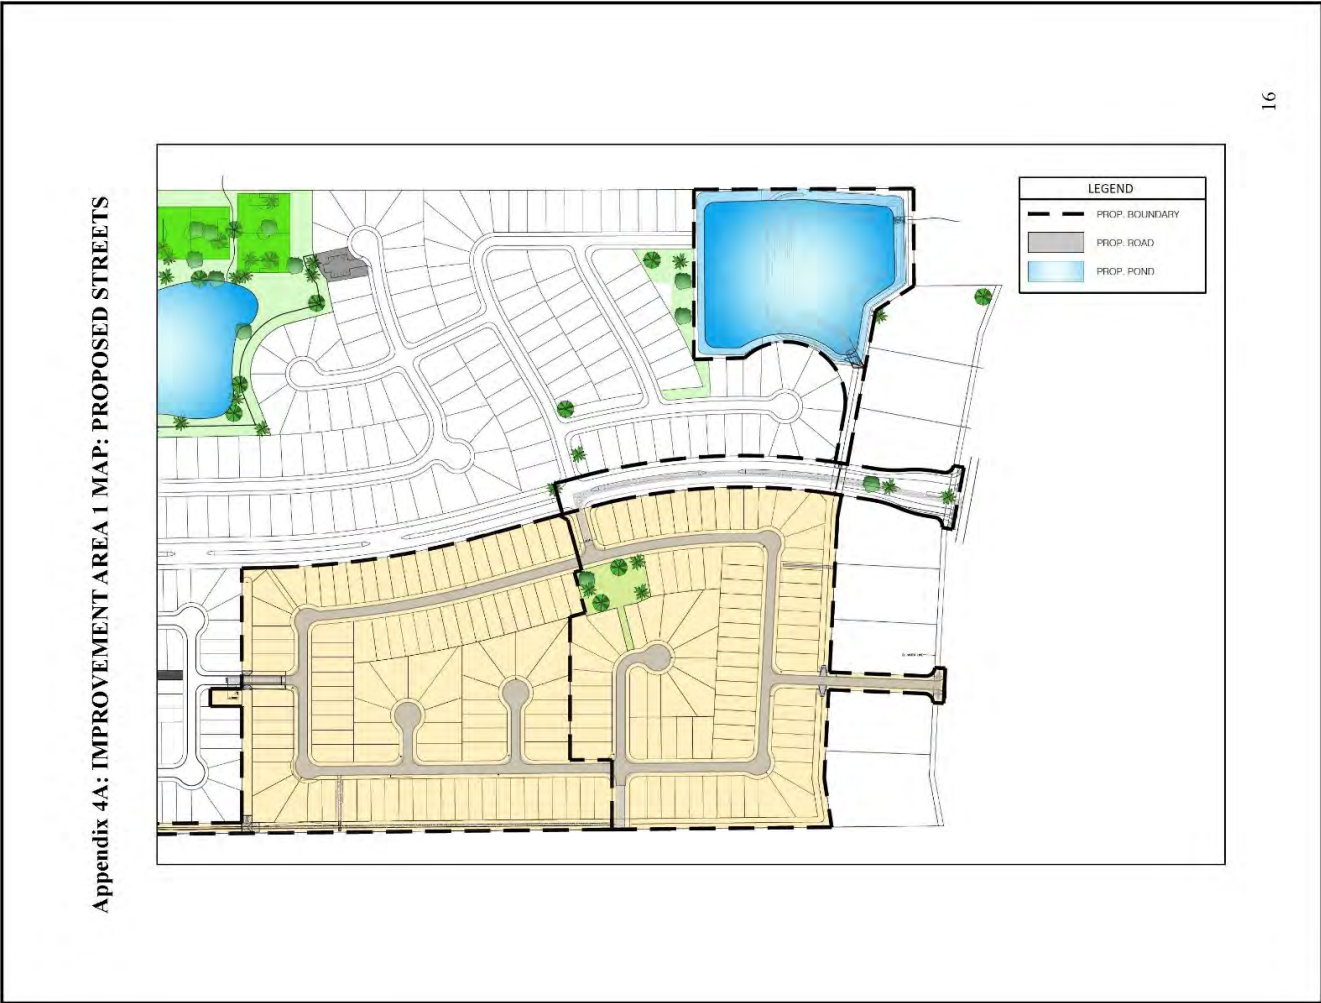 Appendix 4A: IMPROVEMENT AREA 1 MAP: PROPOSED STREETS
LEGEND
PROP. BOUNDARY
PROP. ROAD
PROP. POND
16